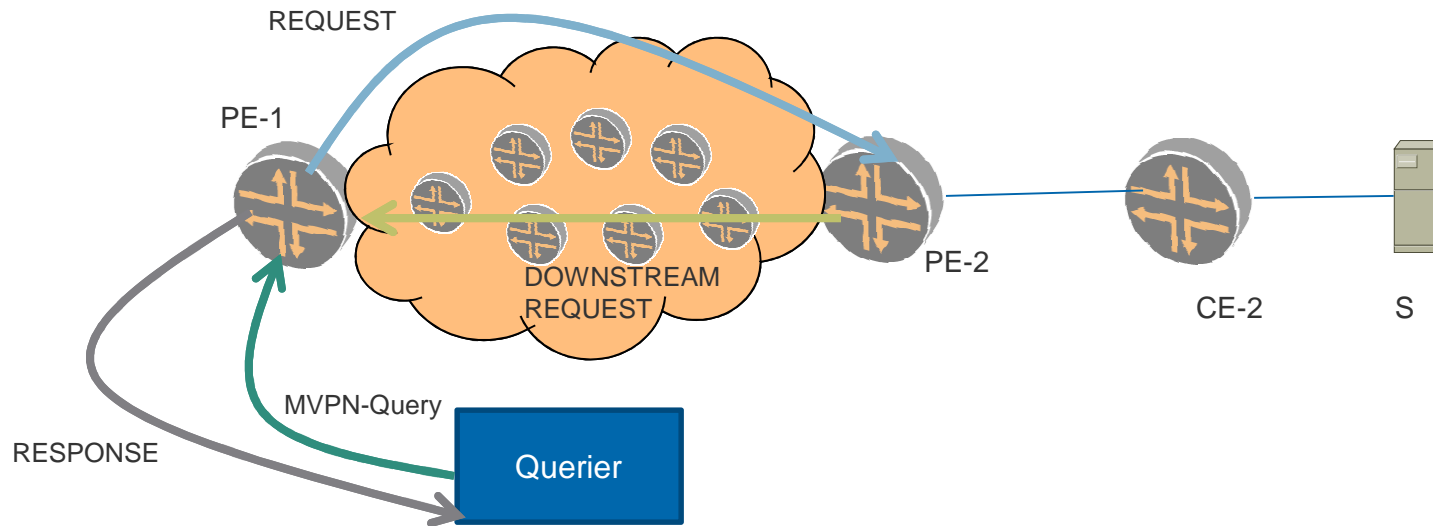 REQUEST
PE-1
PE-2
DOWNSTREAM
REQUEST
CE-2
S
MVPN-Query
RESPONSE
Querier